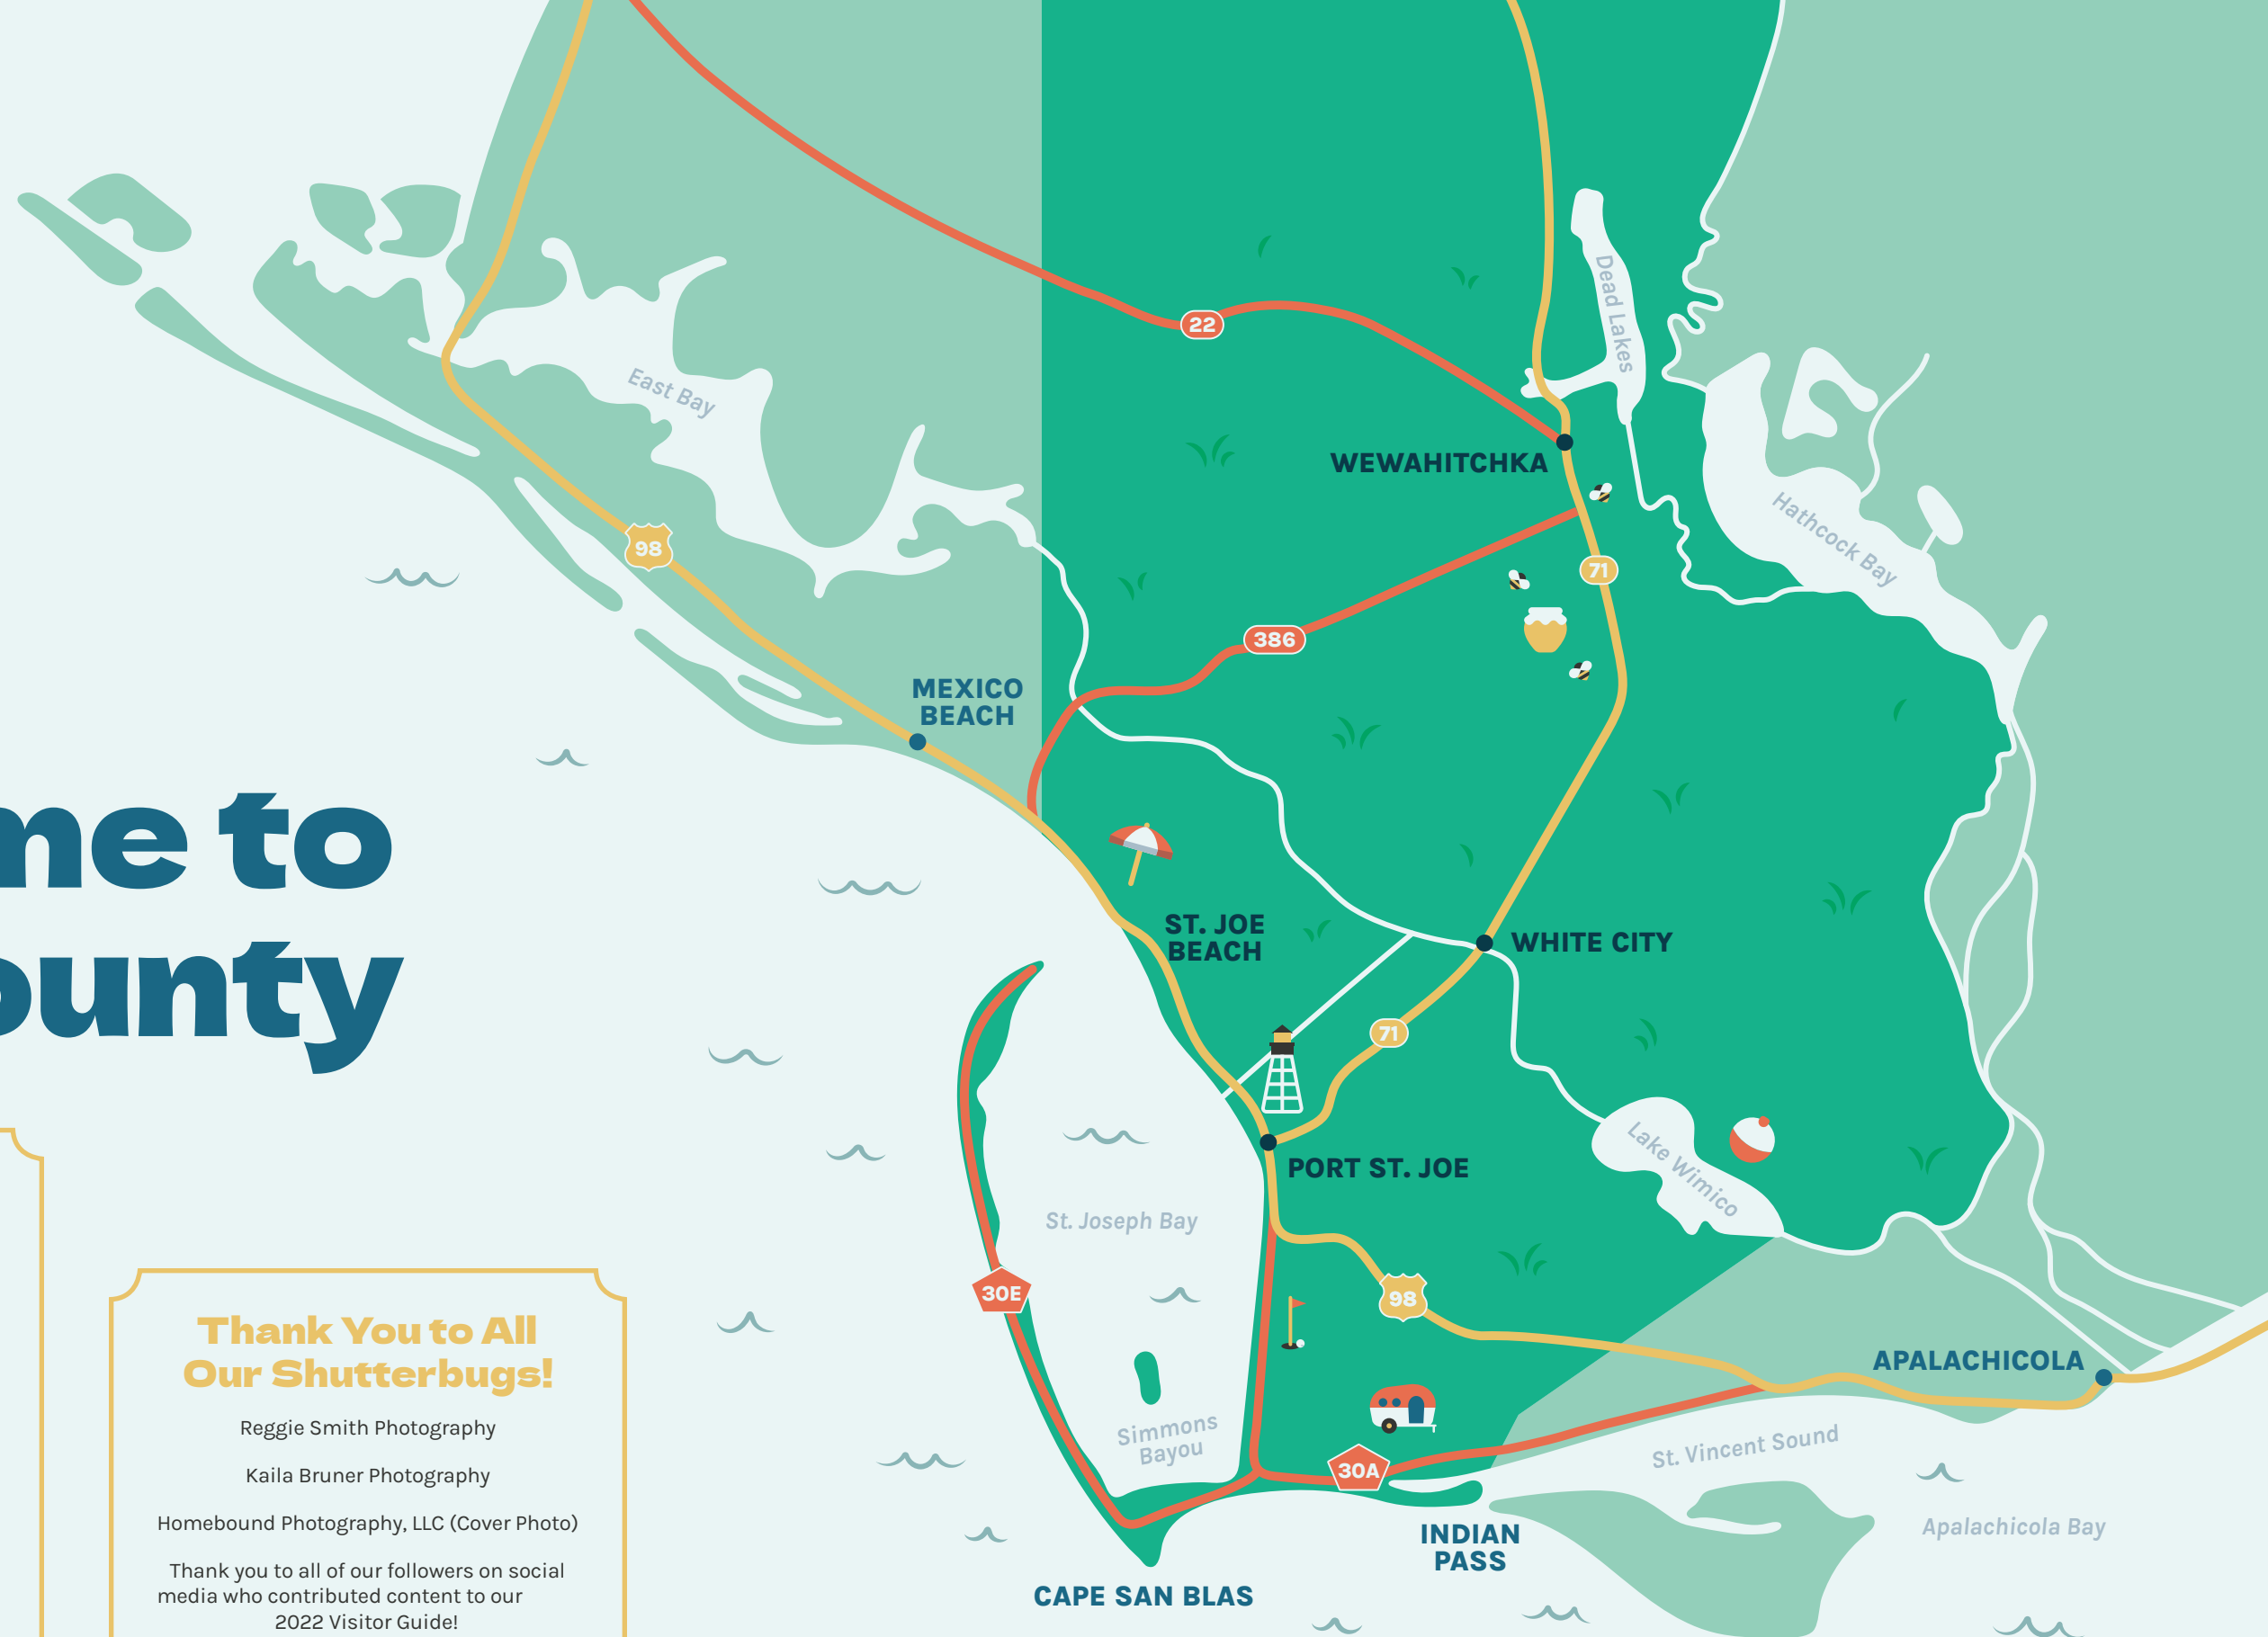 Dead Lakes
22
East Bay
WEWAHITCHKA
Hathcock Bay
98
71
386
MEXICO
BEACH
me to
ounty
ST. JOE
BEACH
WHITE CITY
71
PORT ST. JOE
Lake Wimico
St. Joseph Bay
30E
98
APALACHICOLA
Simmons
Bayou
30A
St. Vincent Sound
Apalachicola Bay
INDIAN
PASS
CAPE SAN BLAS
Thank You to All
Our Shutterbugs!
Reggie Smith Photography
Kaila Bruner Photography
Homebound Photography, LLC (Cover Photo)
Thank you to all of our followers on social
media who contributed content to our
2022 Visitor Guide!